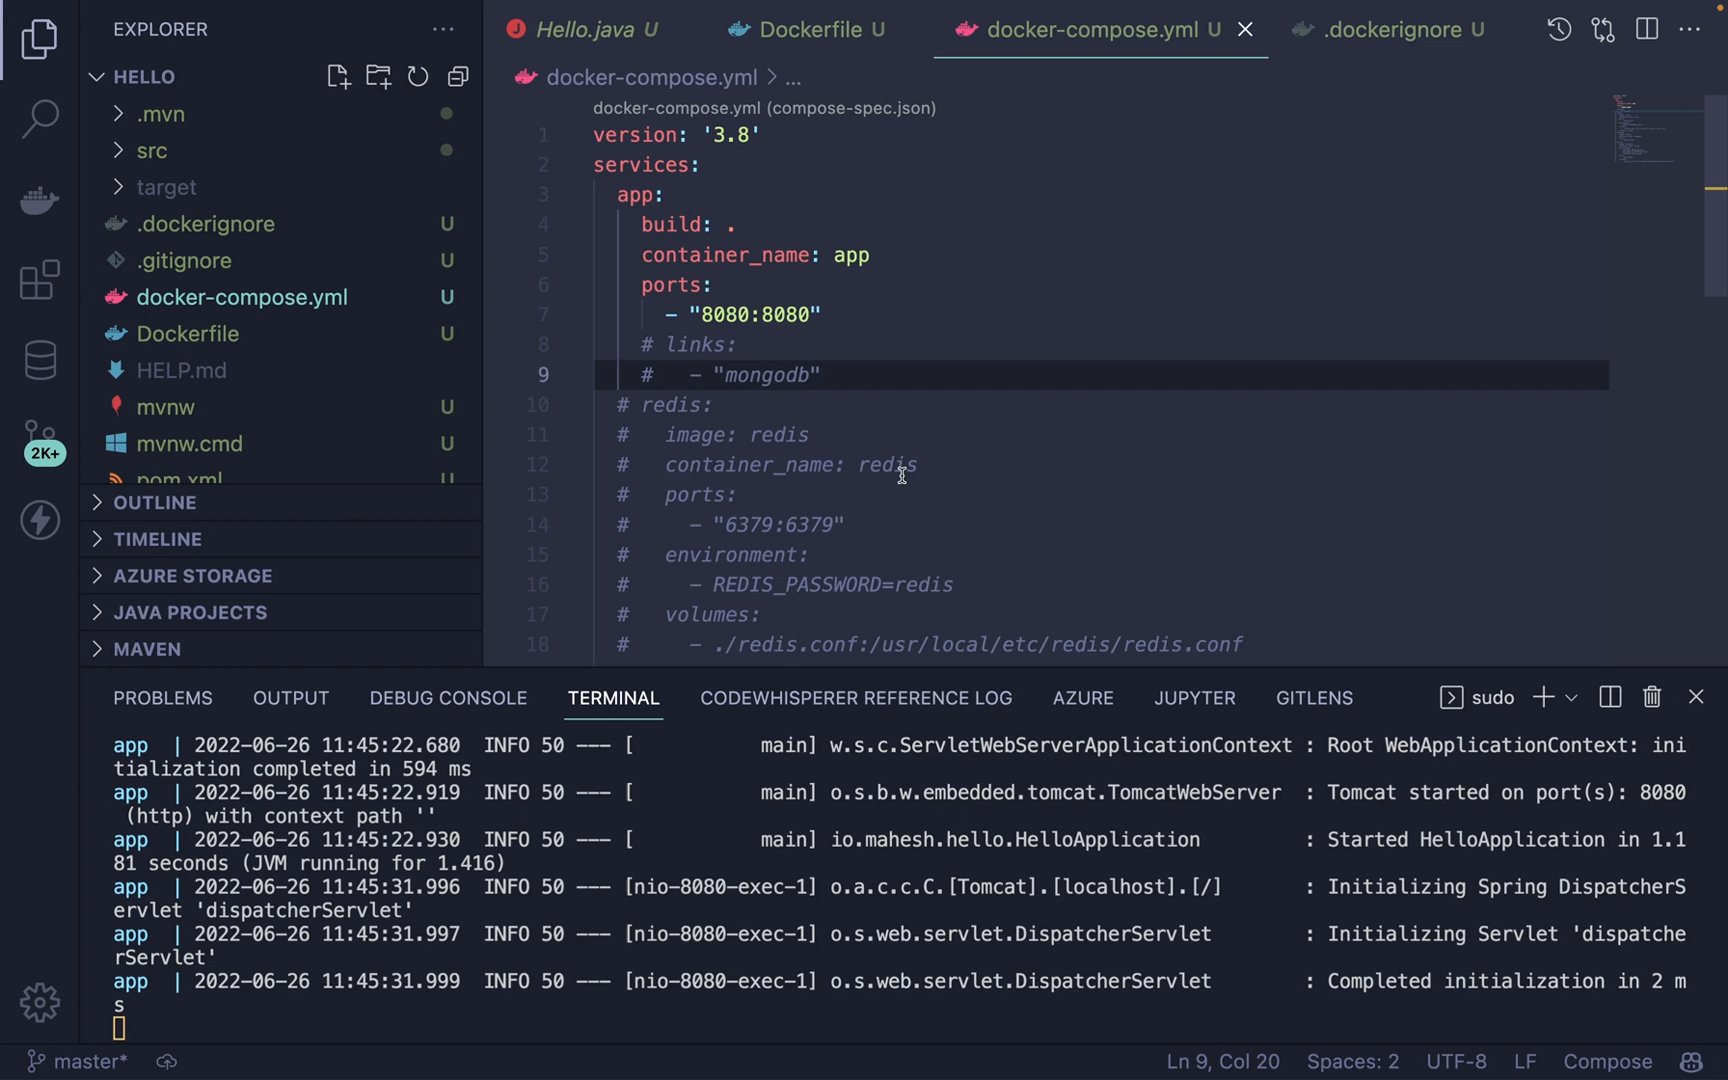 EXPLORER
HELLO
.mvn
src
target
.dockerignore U
.gitignore U
docker-compose.yml U
Dockerfile U
HELP.md
mvnw U
mvnw.cmd U
pom.xml U
OUTLINE
TIMELINE
AZURE STORAGE
JAVA PROJECTS
MAVEN
2K+
Hello.java U
Dockerfile U
docker-compose.yml U
.dockerignore U
docker-compose.yml > ...
docker-compose.yml (compose-spec.json)
1 version: '3.8'
2 services:
3 app:
4 build: .
5 container_name: app
6 ports:
7 - "8080:8080"
8 # links:
9 # - "mongodb"
10 # redis:
11 # image: redis
12 # container_name: redis
13 # ports:
14 # - "6379:6379"
15 # environment:
16 # - REDIS_PASSWORD=redis
17 # volumes:
18 # - ./redis.conf:/usr/local/etc/redis/redis.conf
PROBLEMS OUTPUT DEBUG CONSOLE TERMINAL CODEWHISPERER REFERENCE LOG AZURE JUPYTER GITLENS sudo
app | 2022-06-26 11:45:22.680 INFO 50 --- [ main] w.s.c.ServletWebServerApplicationContext : Root WebApplicationContext: ini
tialization completed in 594 ms
app | 2022-06-26 11:45:22.919 INFO 50 --- [ main] o.s.b.w.embedded.tomcat.TomcatWebServer : Tomcat started on port(s): 8080
(http) with context path ''
app | 2022-06-26 11:45:22.930 INFO 50 --- [ main] io.mahesh.hello.HelloApplication : Started HelloApplication in 1.1
81 seconds (JVM running for 1.416)
app | 2022-06-26 11:45:31.996 INFO 50 --- [nio-8080-exec-1] o.a.c.c.C.[Tomcat].[localhost].[/] : Initializing Spring DispatcherS
ervlet 'dispatcherServlet'
app | 2022-06-26 11:45:31.997 INFO 50 --- [nio-8080-exec-1] o.s.web.servlet.DispatcherServlet : Initializing Servlet 'dispatche
rServlet'
app | 2022-06-26 11:45:31.999 INFO 50 --- [nio-8080-exec-1] o.s.web.servlet.DispatcherServlet : Completed initialization in 2 m
s
master* Ln 9, Col 20 Spaces: 2 UTF-8 LF Compose